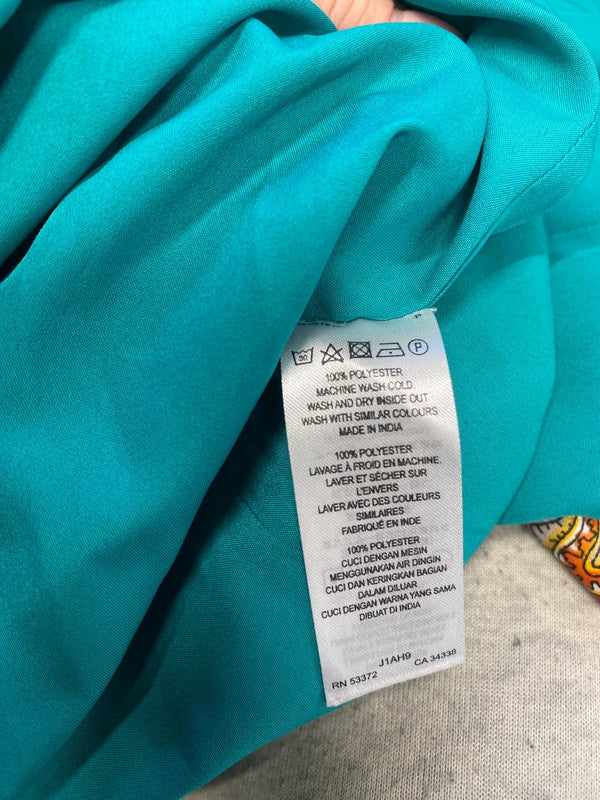 30 P
100% POLYESTER
MACHINE WASH COLD
WASH AND DRY INSIDE OUT
WASH WITH SIMILAR COLOURS
MADE IN INDIA
100% POLYESTER
LAVAGE À FROID EN MACHINE.
LAVER ET SÉCHER SUR
L'ENVERS
LAVER AVEC DES COULEURS
SIMILAIRES
FABRIQUÉ EN INDE
100% POLYESTER
CUCI DENGAN MESIN
MENGGUNAKAN AIR DINGIN
CUCI DAN KERINGKAN BAGIAN
DALAM DILUAR
CUCI DENGAN WARNA YANG SAMA
DIBUAT DI INDIA
J1AH9
RN 53372 CA 34338